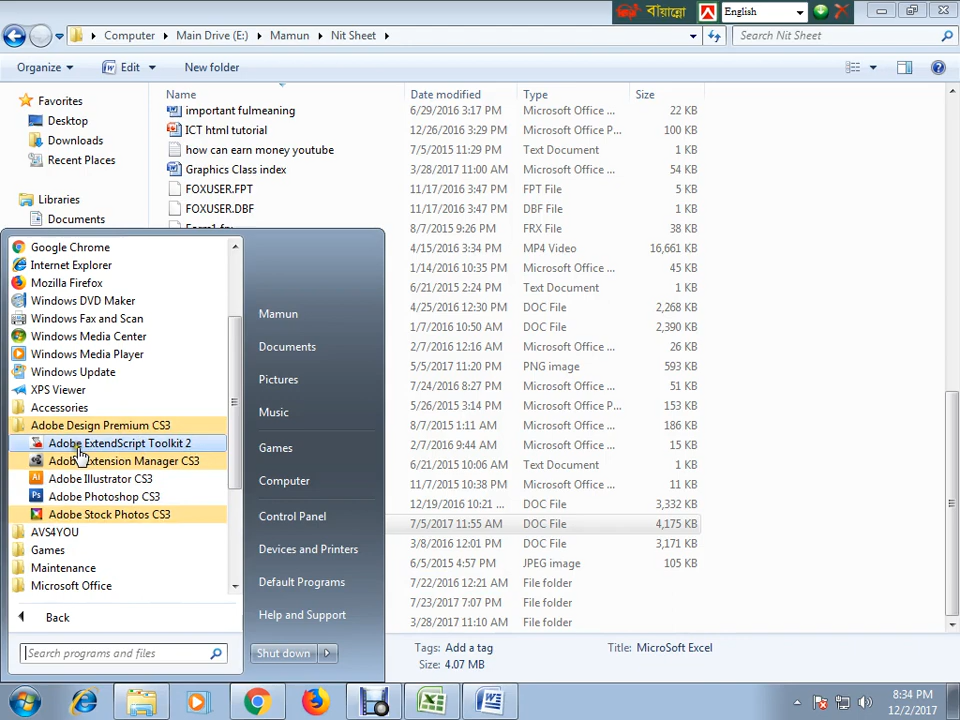 বায়ান্নো
English
Computer
Main Drive (E:)
Mamun
Nit Sheet
Search Nit Sheet
Organize
Edit
New folder
Name
Date modified
Type
Size
Favorites
Desktop
Downloads
Recent Places
Libraries
Documents
important fulmeaning 6/29/2016 3:17 PM Microsoft Office ... 22 KB
ICT html tutorial 12/26/2016 3:29 PM Microsoft Office P... 100 KB
how can earn money youtube 7/5/2015 11:29 PM Text Document 1 KB
Graphics Class index 3/28/2017 11:00 AM Microsoft Office ... 54 KB
FOXUSER.FPT 11/17/2016 3:47 PM FPT File 5 KB
FOXUSER.DBF 11/17/2016 3:47 PM DBF File 6 KB
Form1.frx 8/7/2015 9:26 PM FRX File 38 KB
4/15/2016 3:34 PM MP4 Video 16,661 KB
1/14/2016 10:35 PM Microsoft Office ... 45 KB
6/21/2015 2:24 PM Text Document 1 KB
4/25/2016 12:30 PM DOC File 2,268 KB
1/7/2016 10:50 AM DOC File 2,390 KB
2/7/2016 12:16 AM Microsoft Office ... 26 KB
5/5/2017 11:20 PM PNG image 593 KB
7/24/2016 8:27 PM Microsoft Office ... 51 KB
5/26/2015 3:14 PM Microsoft Office P... 153 KB
8/7/2015 1:11 AM Microsoft Office ... 186 KB
2/7/2016 9:44 AM Microsoft Office ... 15 KB
6/21/2015 10:06 AM Microsoft Office ... 1 KB
11/7/2015 10:38 PM Microsoft Office ... 11 KB
12/19/2016 10:21 ... DOC File 3,332 KB
7/5/2017 11:55 AM DOC File 4,175 KB
3/8/2016 12:01 PM DOC File 3,171 KB
6/5/2015 4:57 PM JPEG image 105 KB
7/22/2016 12:21 AM File folder
7/23/2017 7:07 PM File folder
3/28/2017 11:10 AM File folder
Google Chrome
Internet Explorer
Mozilla Firefox
Windows DVD Maker
Windows Fax and Scan
Windows Media Center
Windows Media Player
Windows Update
XPS Viewer
Accessories
Adobe Design Premium CS3
Adobe ExtendScript Toolkit 2
Adobe Extension Manager CS3
Adobe Illustrator CS3
Adobe Photoshop CS3
Adobe Stock Photos CS3
AVS4YOU
Games
Maintenance
Microsoft Office
Back
Search programs and files
Mamun
Documents
Pictures
Music
Games
Computer
Control Panel
Devices and Printers
Default Programs
Help and Support
Shut down
Tags: Add a tag
Title: MicroSoft Excel
Size: 4.07 MB
8:34 PM
12/2/2017